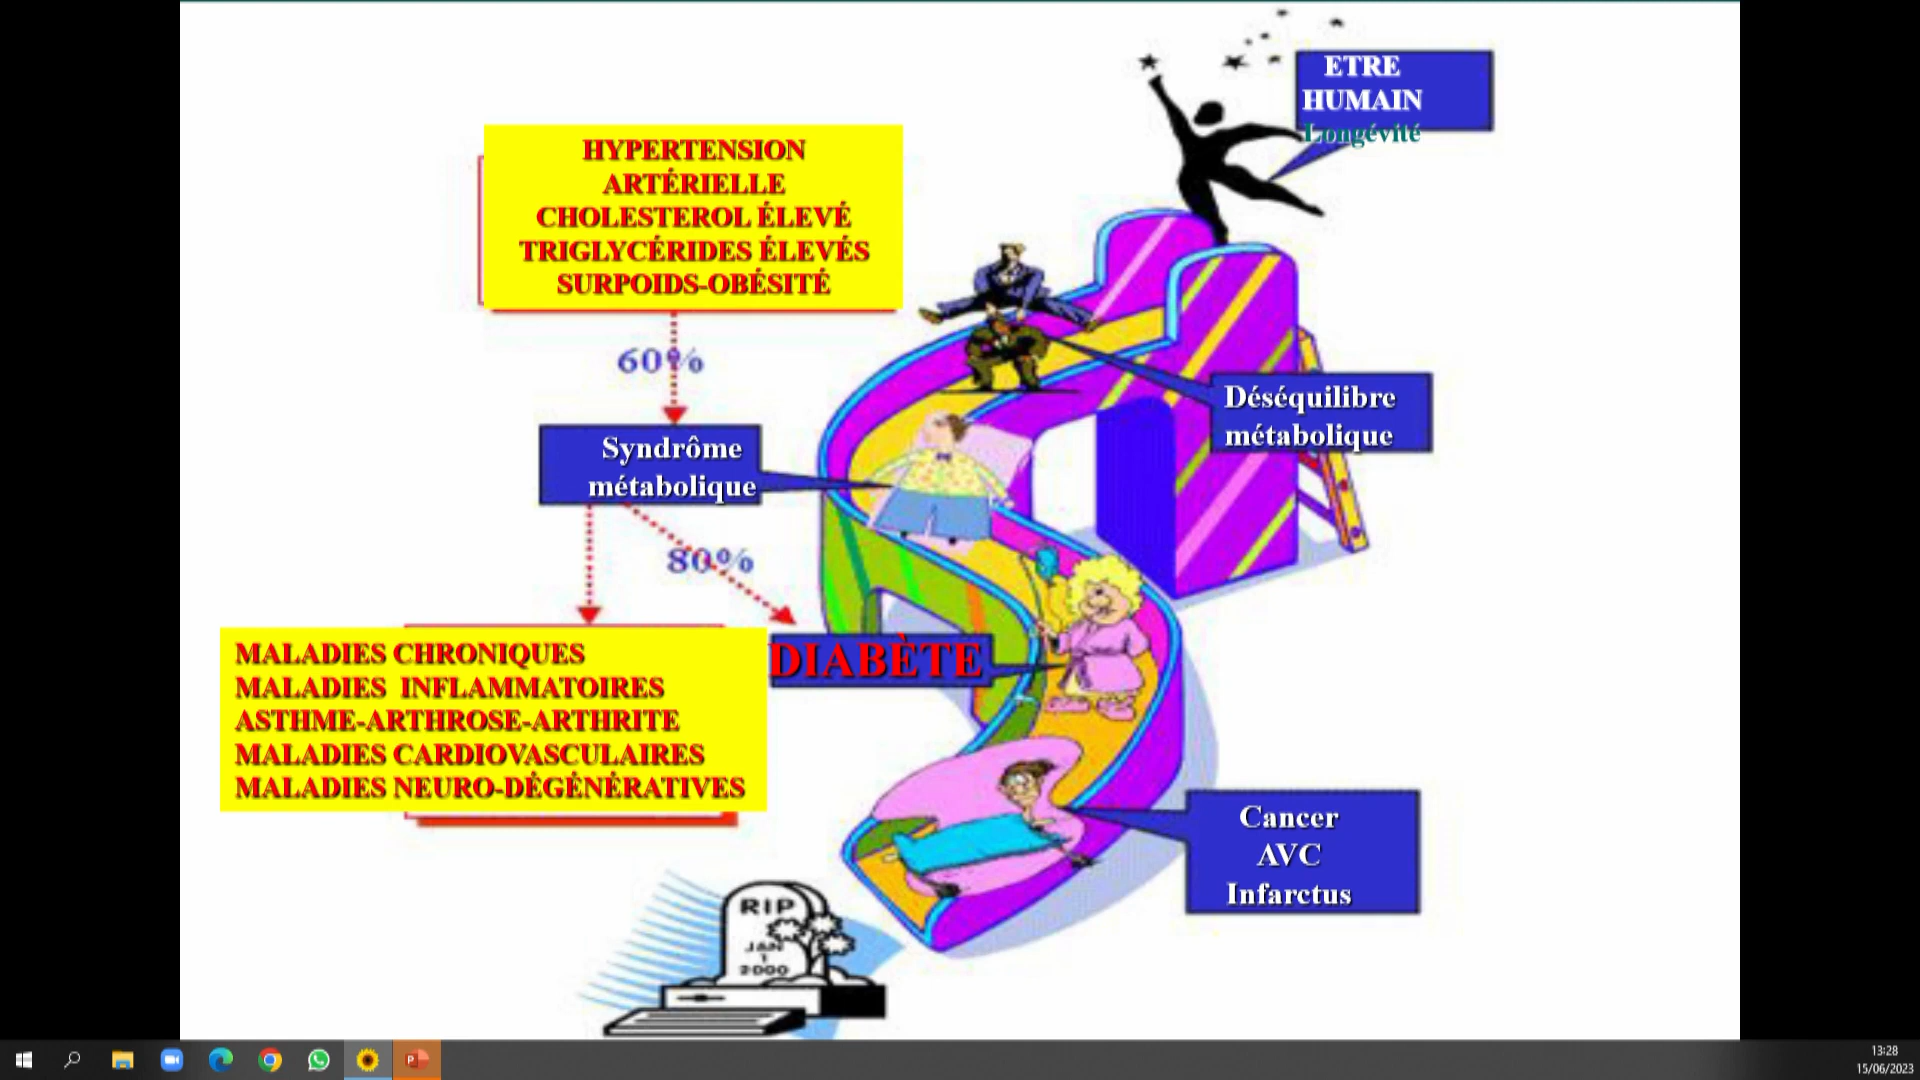 ETRE
HUMAIN
Longévité
HYPERTENSION
ARTÉRIELLE
CHOLESTEROL ÉLEVÉ
TRIGLYCÉRIDES ÉLEVÉS
SURPOIDS-OBÉSITÉ
60%
Déséquilibre
métabolique
Syndrôme
métabolique
80%
DIABÈTE
MALADIES CHRONIQUES
MALADIES INFLAMMATOIRES
ASTHME-ARTHROSE-ARTHRITE
MALADIES CARDIOVASCULAIRES
MALADIES NEURO-DÉGÉNÉRATIVES
Cancer
AVC
Infarctus
RIP
JAN
1
2000
13:28
15/06/2023